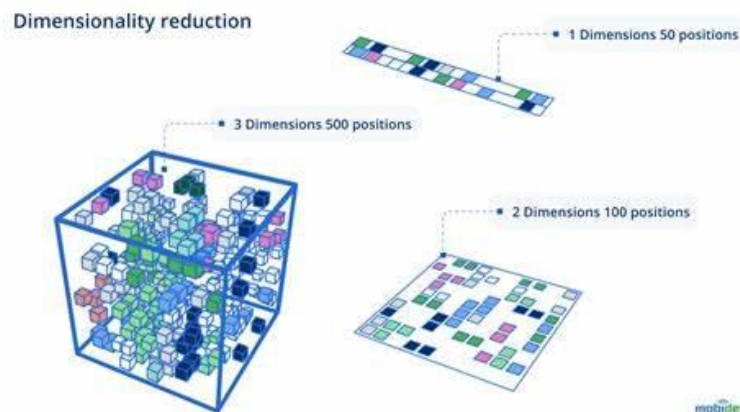 Dimensionality reduction
1 Dimensions 50 positions
3 Dimensions 500 positions
2 Dimensions 100 positions